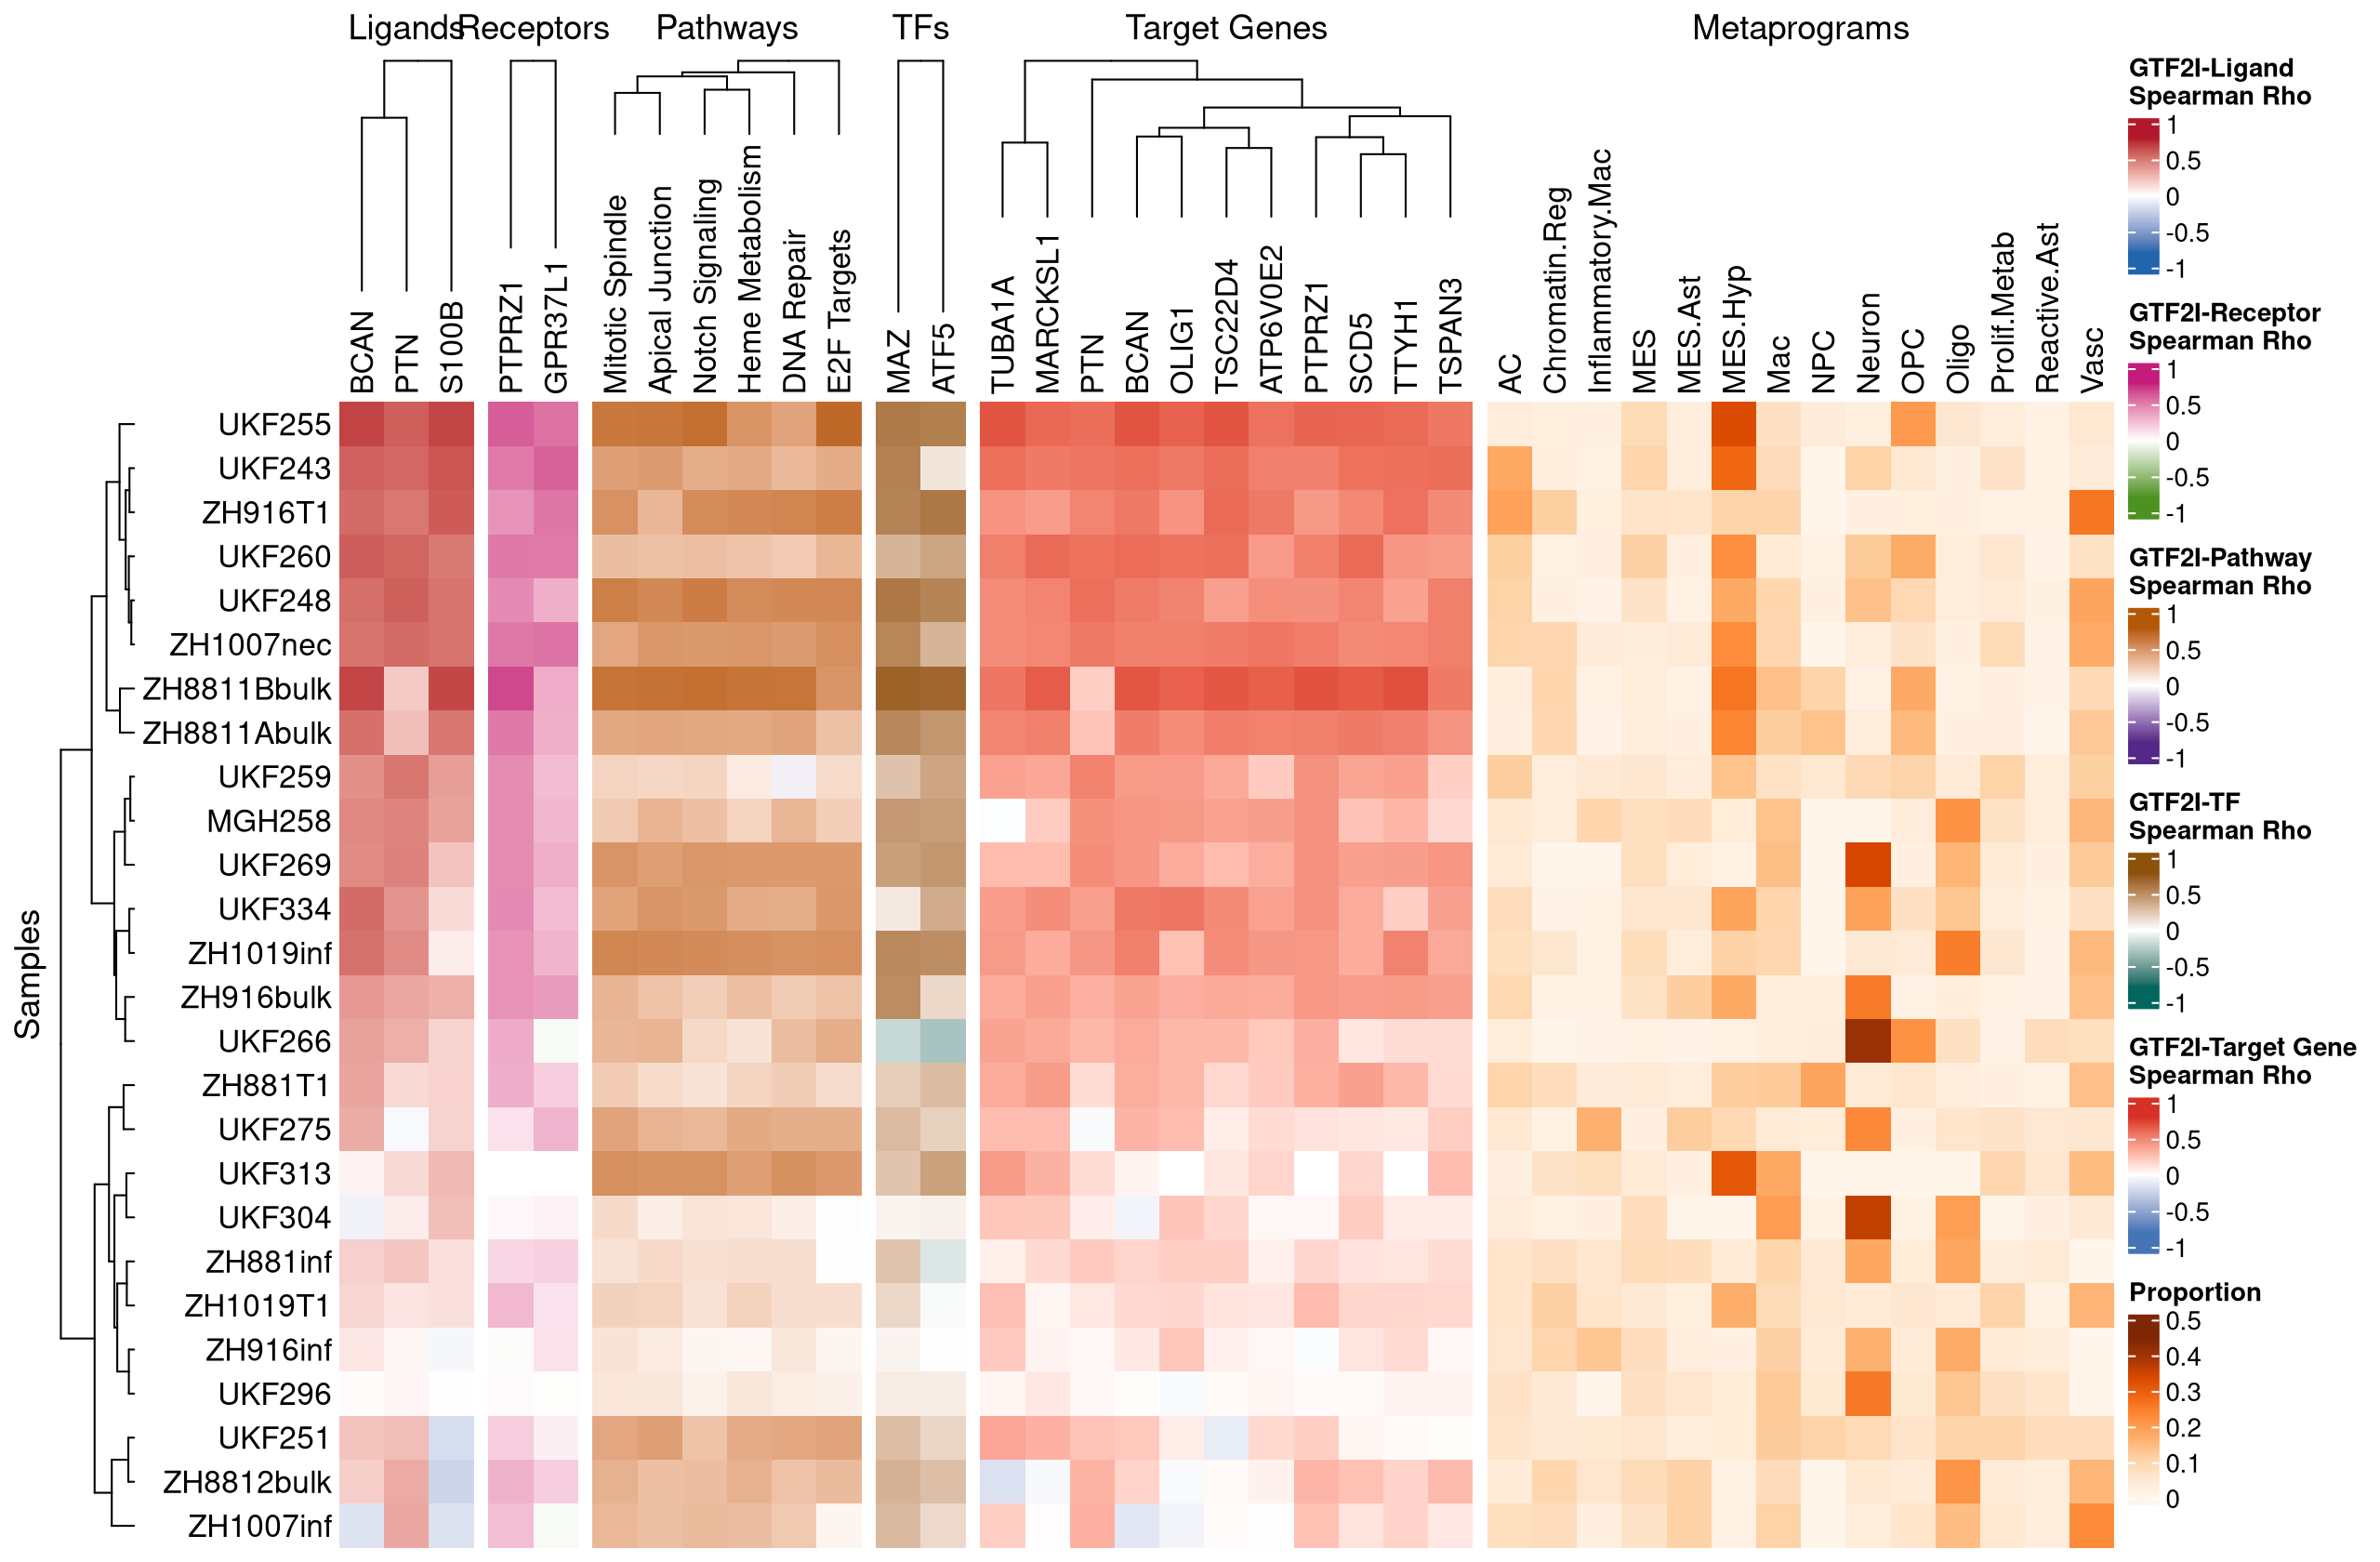 Ligands
Receptors
Pathways
TFs
Target Genes
Metaprograms
BCAN
PTN
S100B
PTPRZ1
GPR37L1
Mitotic Spindle
Apical Junction
Notch Signaling
Heme Metabolism
DNA Repair
E2F Targets
MAZ
ATF5
TUBA1A
MARCKSL1
PTN
BCAN
OLIG1
TSC22D4
ATP6V0E2
PTPRZ1
SCD5
TTYH1
TSPAN3
AC
Chromatin.Reg
Inflammatory.Mac
MES
MES.Ast
MES.Hyp
Mac
NPC
Neuron
OPC
Oligo
Prolif.Metab
Reactive.Ast
Vasc
Samples
UKF255
UKF243
ZH916T1
UKF260
UKF248
ZH1007nec
ZH8811Bbulk
ZH8811Abulk
UKF259
MGH258
UKF269
UKF334
ZH1019inf
ZH916bulk
UKF266
ZH881T1
UKF275
UKF313
UKF304
ZH881inf
ZH1019T1
ZH916inf
UKF296
UKF251
ZH8812bulk
ZH1007inf
GTF2I-Ligand
Spearman Rho
1
0.5
0
-0.5
-1
GTF2I-Receptor
Spearman Rho
1
0.5
0
-0.5
-1
GTF2I-Pathway
Spearman Rho
1
0.5
0
-0.5
-1
GTF2I-TF
Spearman Rho
1
0.5
0
-0.5
-1
GTF2I-Target Gene
Spearman Rho
1
0.5
0
-0.5
-1
Proportion
0.5
0.4
0.3
0.2
0.1
0